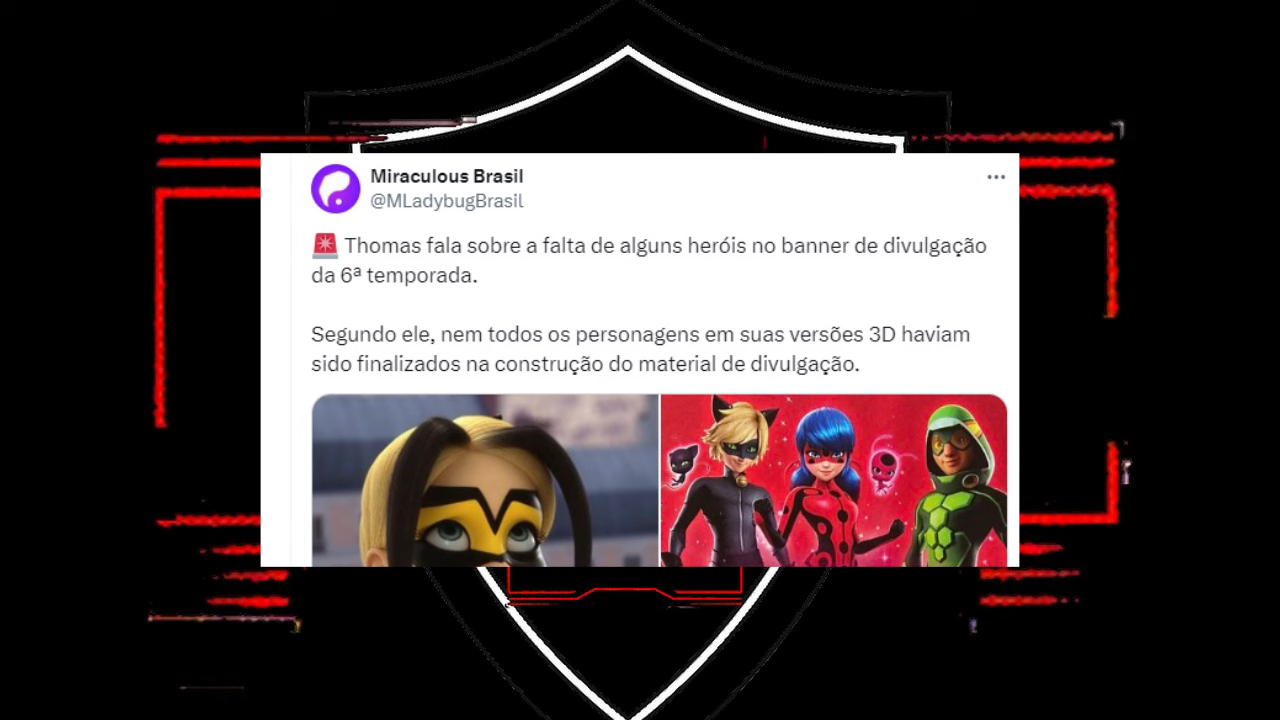 Miraculous Brasil
@MLadybugBrasil
🚨 Thomas fala sobre a falta de alguns heróis no banner de divulgação
da 6ª temporada.
Segundo ele, nem todos os personagens em suas versões 3D haviam
sido finalizados na construção do material de divulgação.